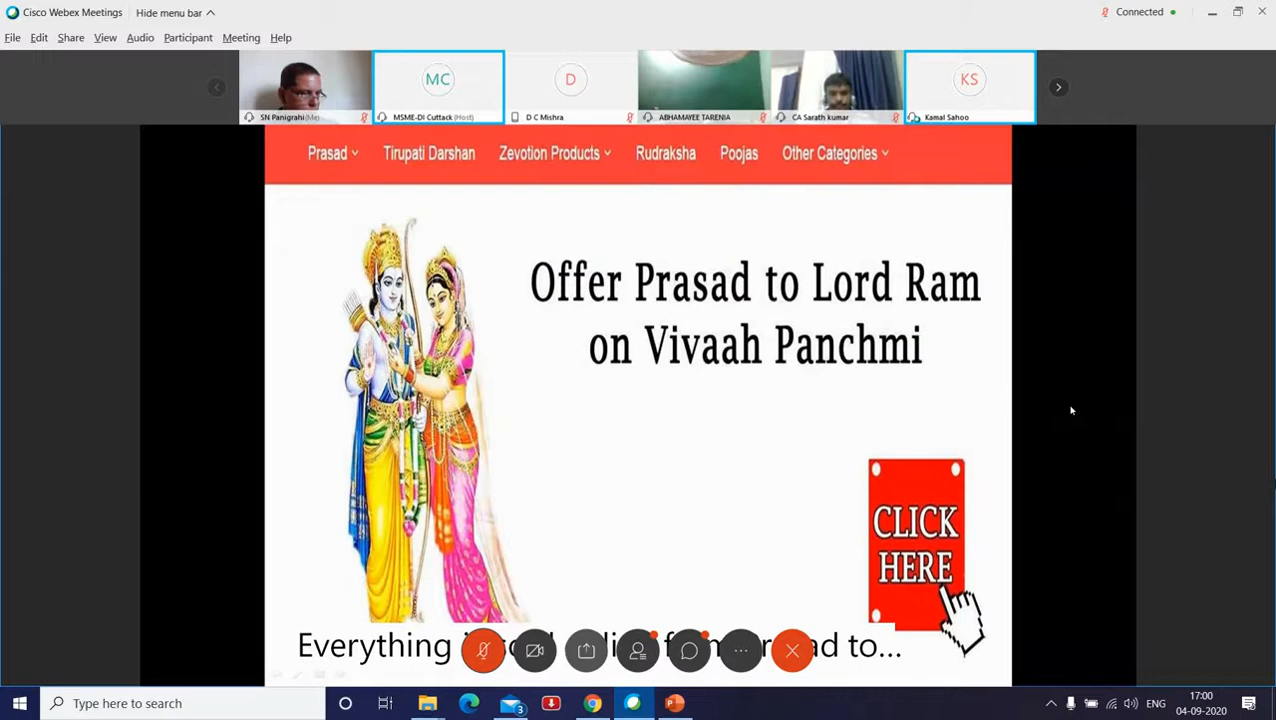 Cisco Webex Meetings
Hide menu bar
Connected
File Edit Share View Audio Participant Meeting Help
MC D KS
SN Panigrahi (Me) MSME-DI Cuttack (Host) D C Mishra ABHAMAYEE TARENIA CA Sarath kumar Kamal Sahoo
Prasad Tirupati Darshan Zevotion Products Rudraksha Poojas Other Categories
Offer Prasad to Lord Ram
on Vivaah Panchmi
CLICK
HERE
Everything to...
Type here to search
3
ENG
17:00
04-09-2020